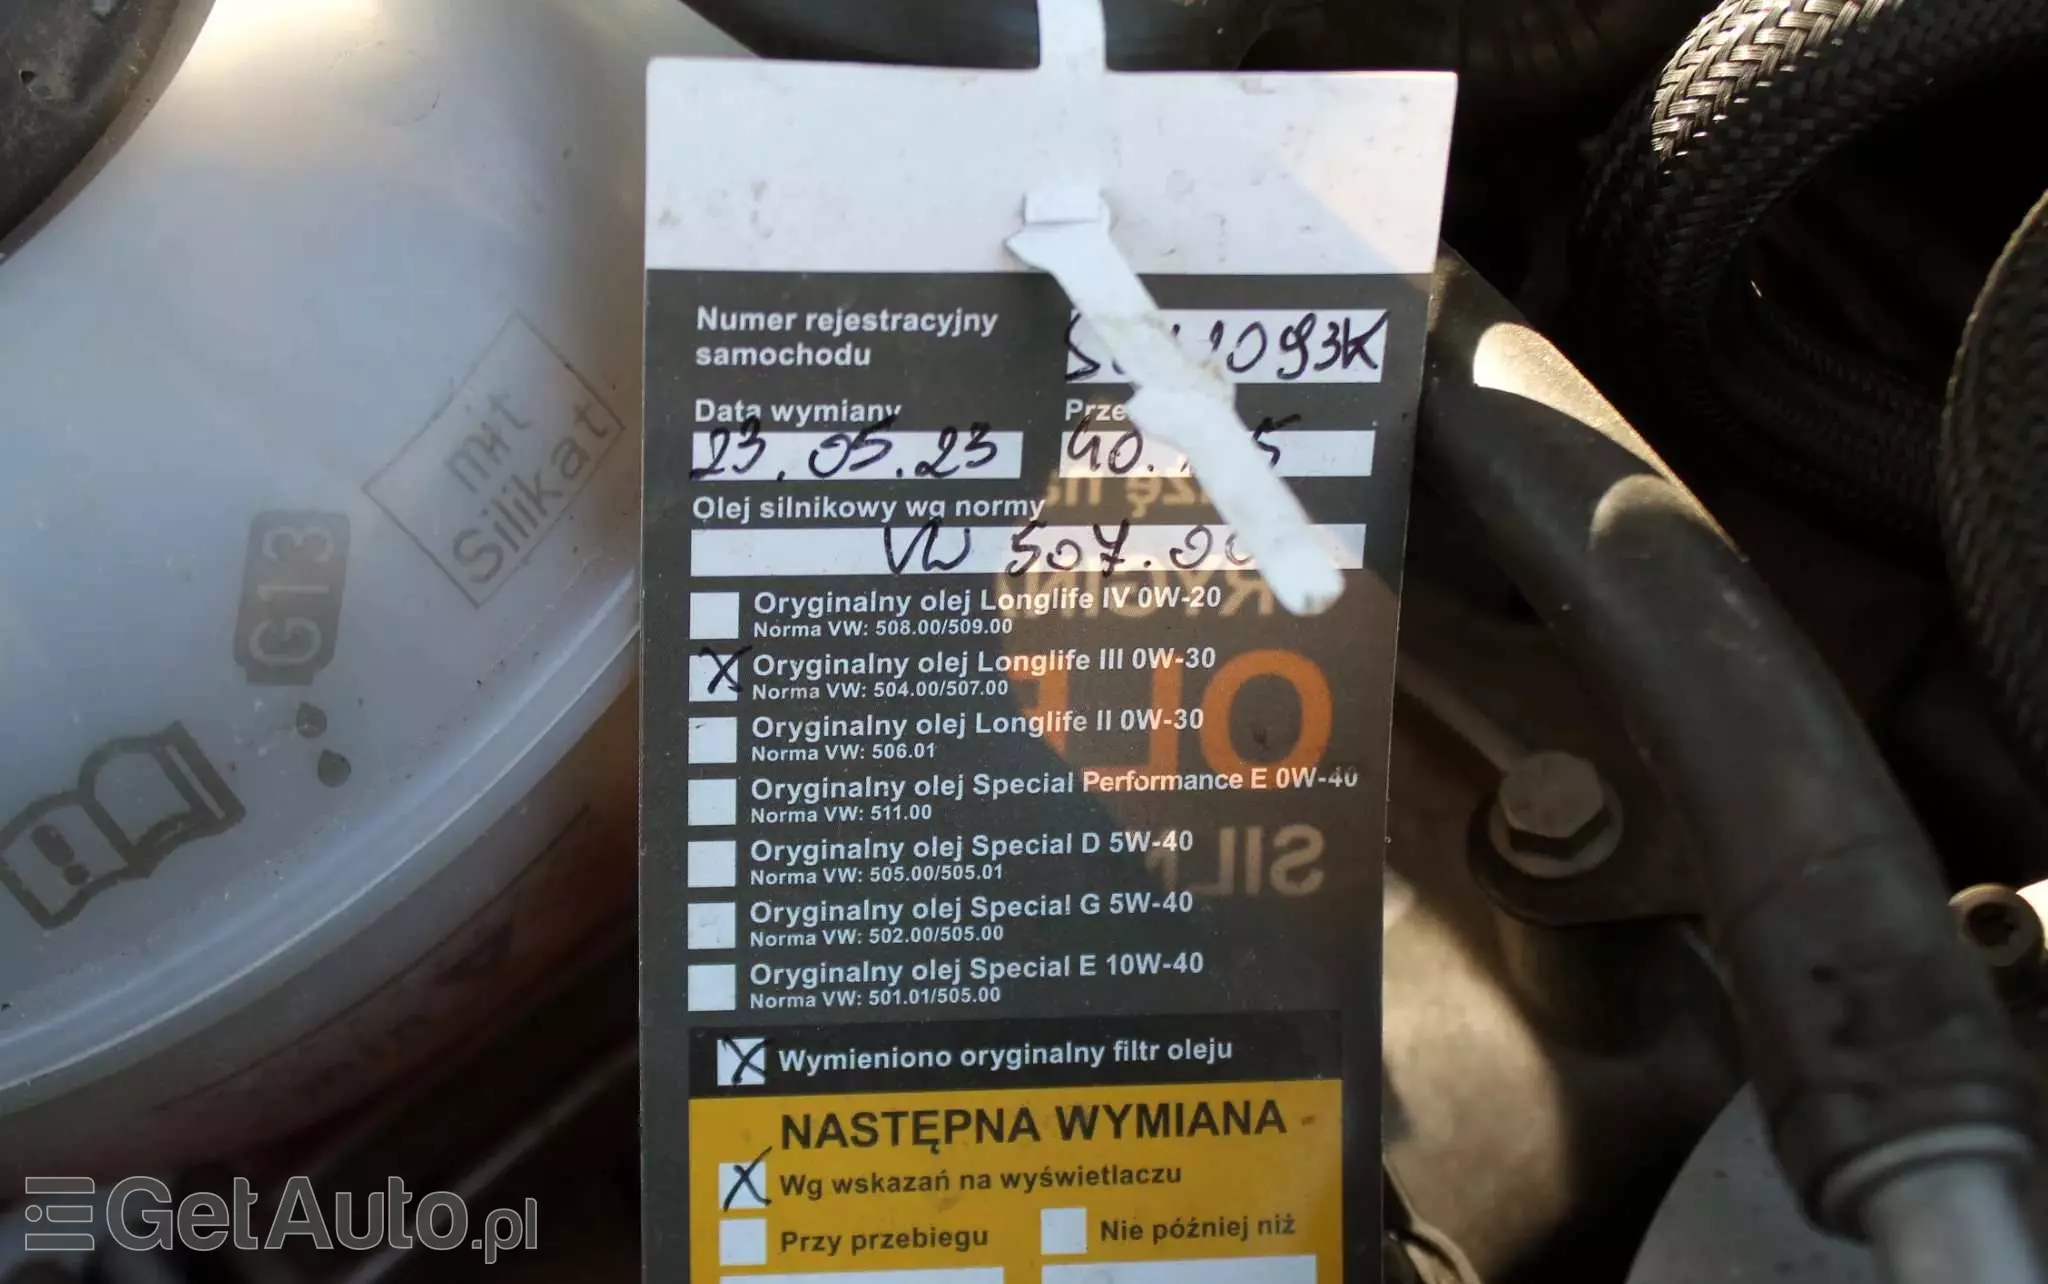 Numer rejestracyjny
samochodu
093K
Data wymiany
23.05.23
Olej silnikowy wg normy
VW 507.00
Oryginalny olej Longlife IV 0W-20
Norma VW: 508.00/509.00
X Oryginalny olej Longlife III 0W-30
Norma VW: 504.00/507.00
Oryginalny olej Longlife II 0W-30
Norma VW: 506.01
Oryginalny olej Special Performance E 0W-40
Norma VW: 511.00
Oryginalny olej Special D 5W-40
Norma VW: 505.00/505.01
Oryginalny olej Special G 5W-40
Norma VW: 502.00/505.00
Oryginalny olej Special E 10W-40
Norma VW: 501.01/505.00
X Wymieniono oryginalny filtr oleju
NASTĘPNA WYMIANA
X Wg wskazań na wyświetlaczu
Przy przebiegu Nie później niż
mit
Silikat
G13
GetAuto.pl